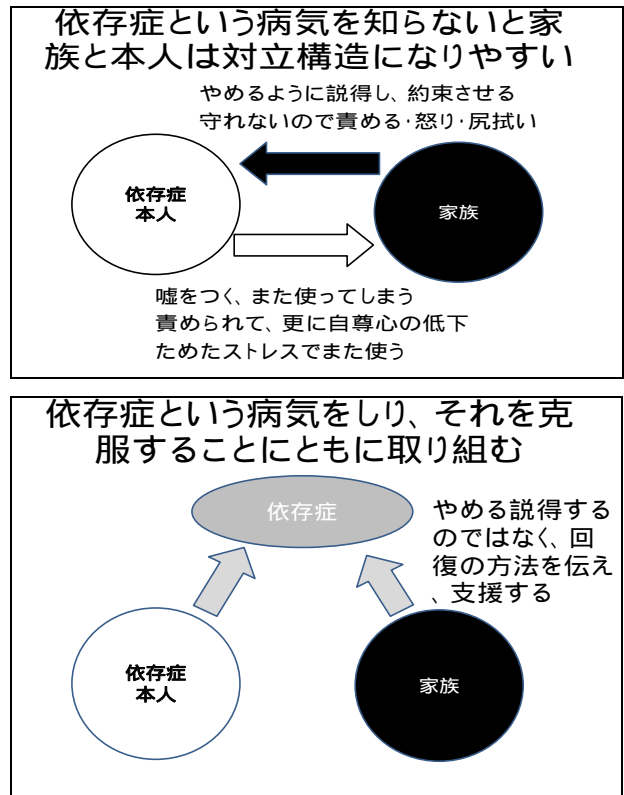 依存症という病気を知らないと家
族と本人は対立構造になりやすい
やめるように説得し、約束させる
守れないので責める・怒り・尻拭い
依存症
本人
家族
嘘をつく、また使ってしまう
責められて、更に自尊心の低下
ためたストレスでまた使う
依存症という病気をしり、それを克
服することにともに取り組む
依存症
やめる説得する
のではなく、回
復の方法を伝え
、支援する
依存症
本人
家族